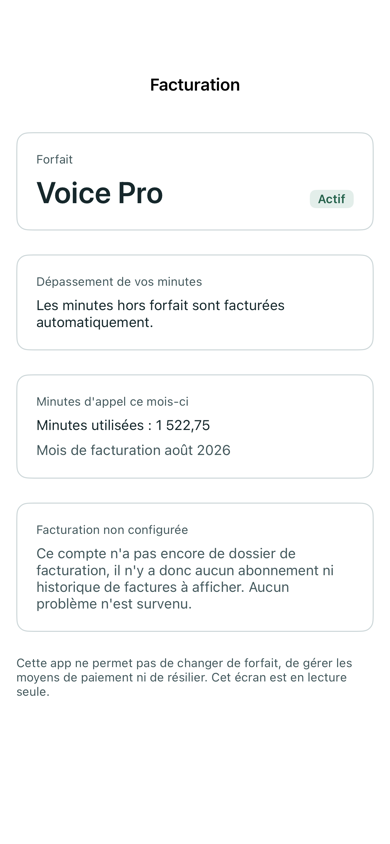 Facturation
Forfait
Voice Pro
Actif
Dépassement de vos minutes
Les minutes hors forfait sont facturées
automatiquement.
Minutes d'appel ce mois-ci
Minutes utilisées : 1 522,75
Mois de facturation août 2026
Facturation non configurée
Ce compte n'a pas encore de dossier de
facturation, il n'y a donc aucun abonnement ni
historique de factures à afficher. Aucun
problème n'est survenu.
Cette app ne permet pas de changer de forfait, de gérer les
moyens de paiement ni de résilier. Cet écran est en lecture
seule.